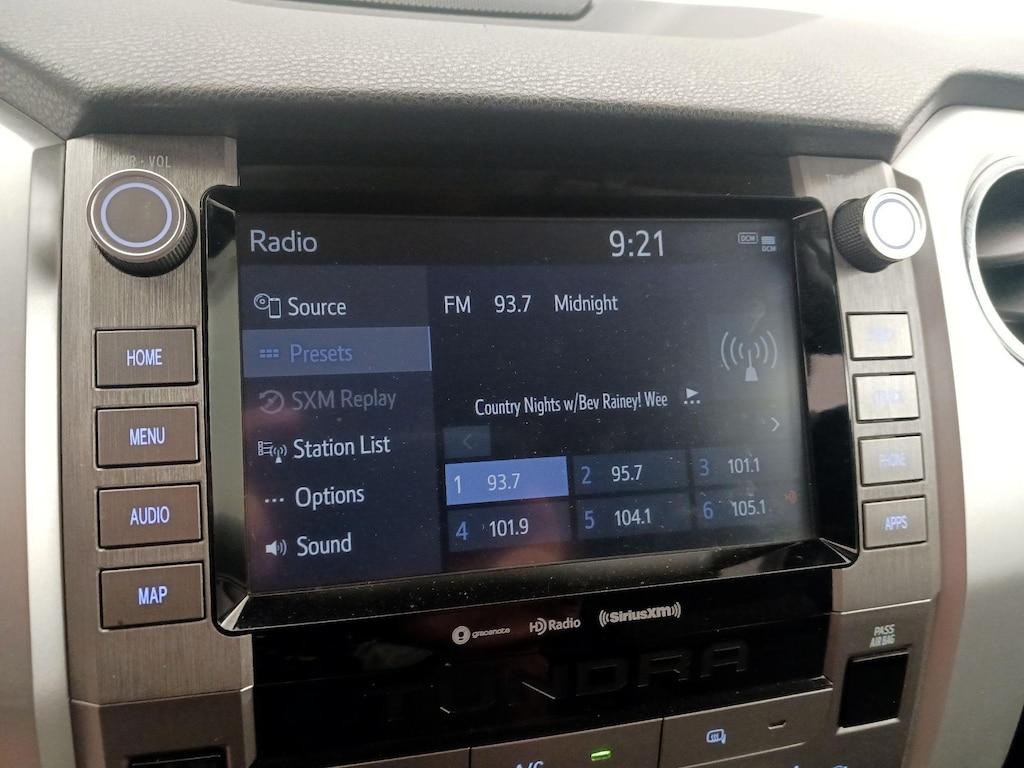 PWR · VOL
Radio
9:21
DCM
DCM
Source
FM 93.7 Midnight
HOME
Presets
SXM Replay
Country Nights w/Bev Rainey! Wee
MENU
Station List
1 93.7
2 95.7
3 101.1
PHONE
AUDIO
Options
4 101.9
5 104.1
6 105.1
APPS
Sound
MAP
gracenote
HD Radio
((SiriusXM))
PASS
AIR BAG
TUNDRA
A/C